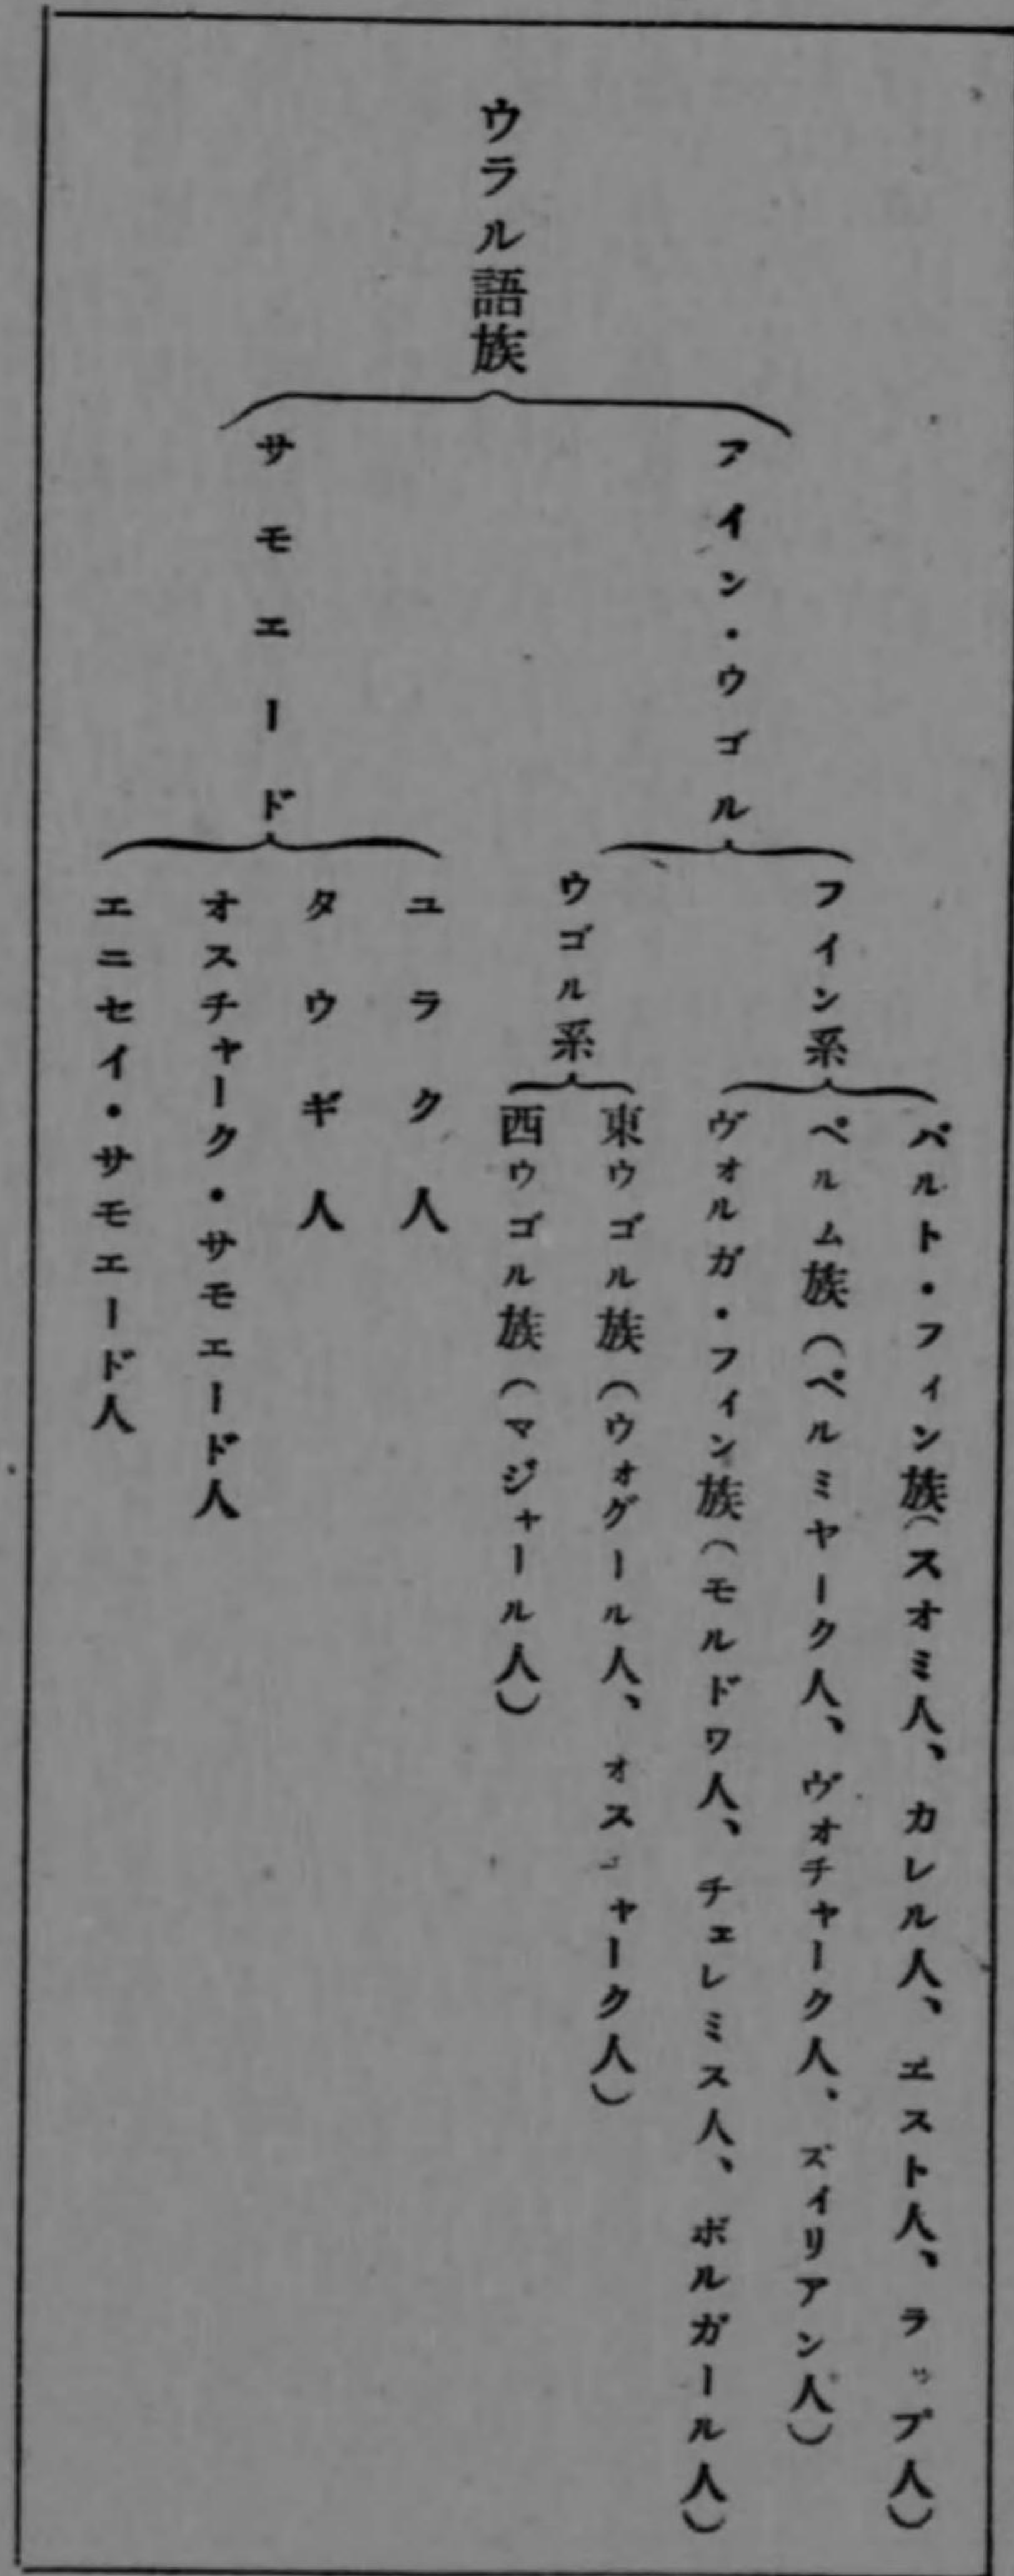 ウラル語族
アイン・ウゴル
フイン系
バルト・フィン族(スオミ人、カレル人、エスト人、ラップ人)
ペルム族(ペルミヤーク人、ヴオチャーク人、ズイリアン人)
ヴォルガ・フイン族(モルドワ人、チェレミス人、ボルガール人)
ウゴル系
東ウゴル族(ウォグール人、オスチャーク人)
西ウゴル族(マジャール人)
サモエード
ユラク人
タウギ人
オスチャーク・サモエード人
エニセイ・サモエード人